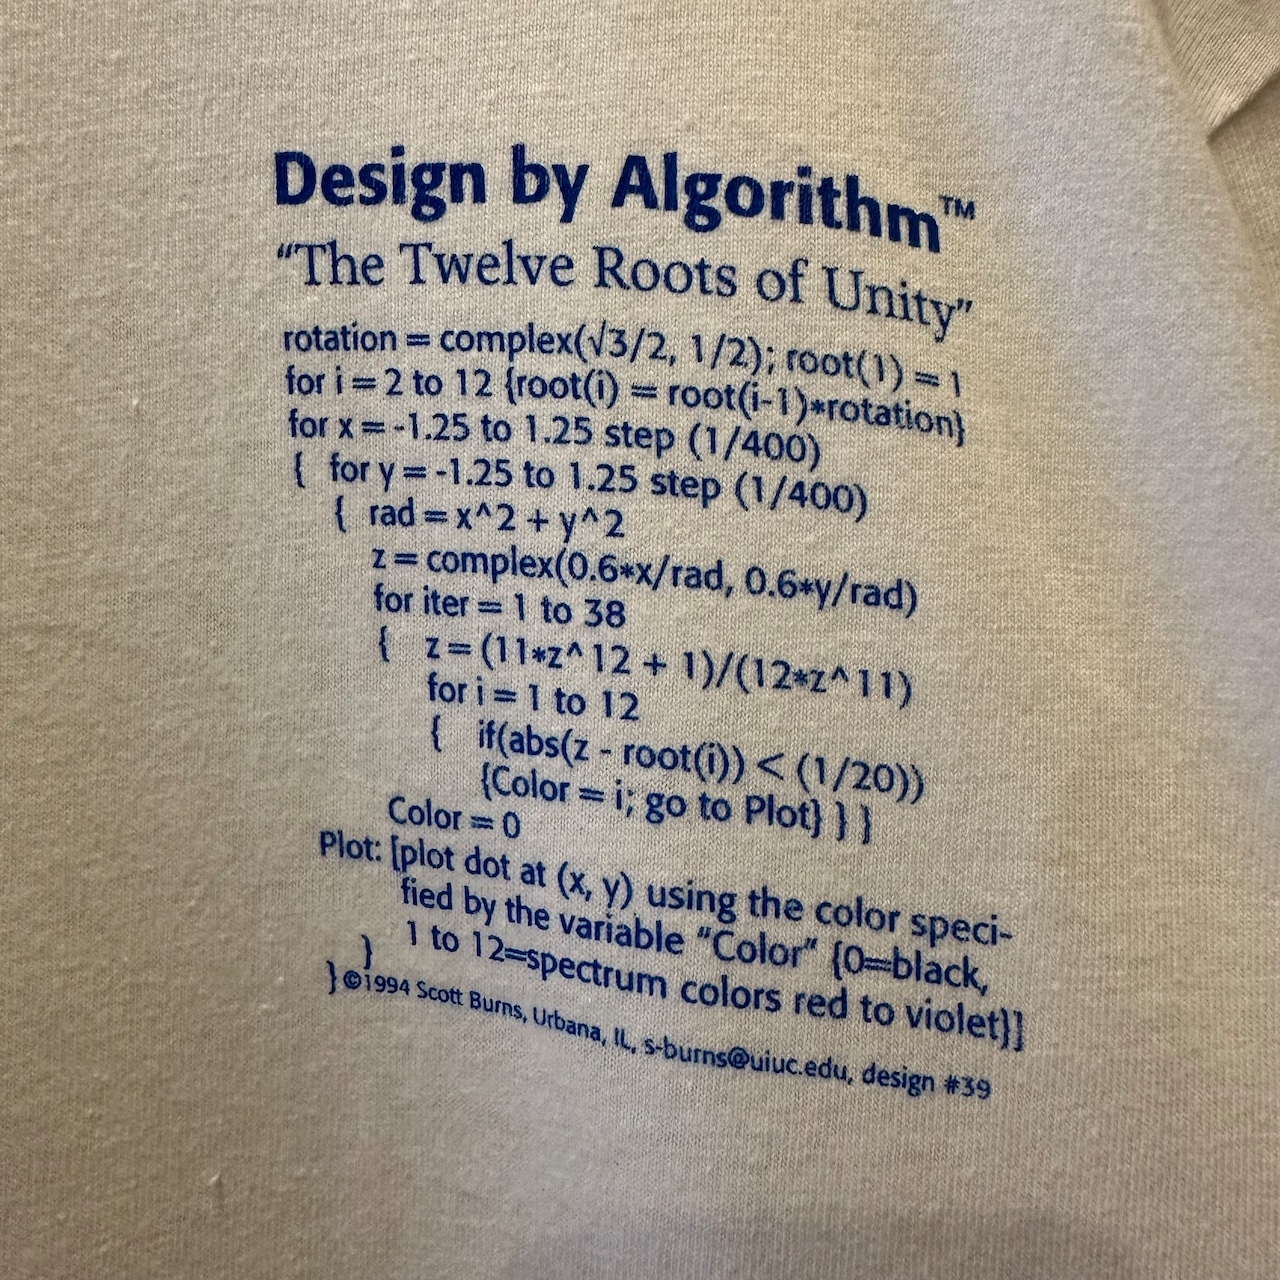 Design by Algorithm™
“The Twelve Roots of Unity”
rotation = complex(√3/2, 1/2); root(1) = 1
for i = 2 to 12 {root(i) = root(i-1)*rotation}
for x = -1.25 to 1.25 step (1/400)
{ for y = -1.25 to 1.25 step (1/400)
{ rad = x^2 + y^2
z = complex(0.6*x/rad, 0.6*y/rad)
for iter = 1 to 38
{ z = (11*z^12 + 1)/(12*z^11)
for i = 1 to 12
{ if(abs(z - root(i)) < (1/20))
{Color = i; go to Plot} } }
Color = 0
Plot: [plot dot at (x, y) using the color speci-
fied by the variable “Color” {0=black,
1 to 12=spectrum colors red to violet}]
}
} ©1994 Scott Burns, Urbana, IL, s-burns@uiuc.edu, design #39